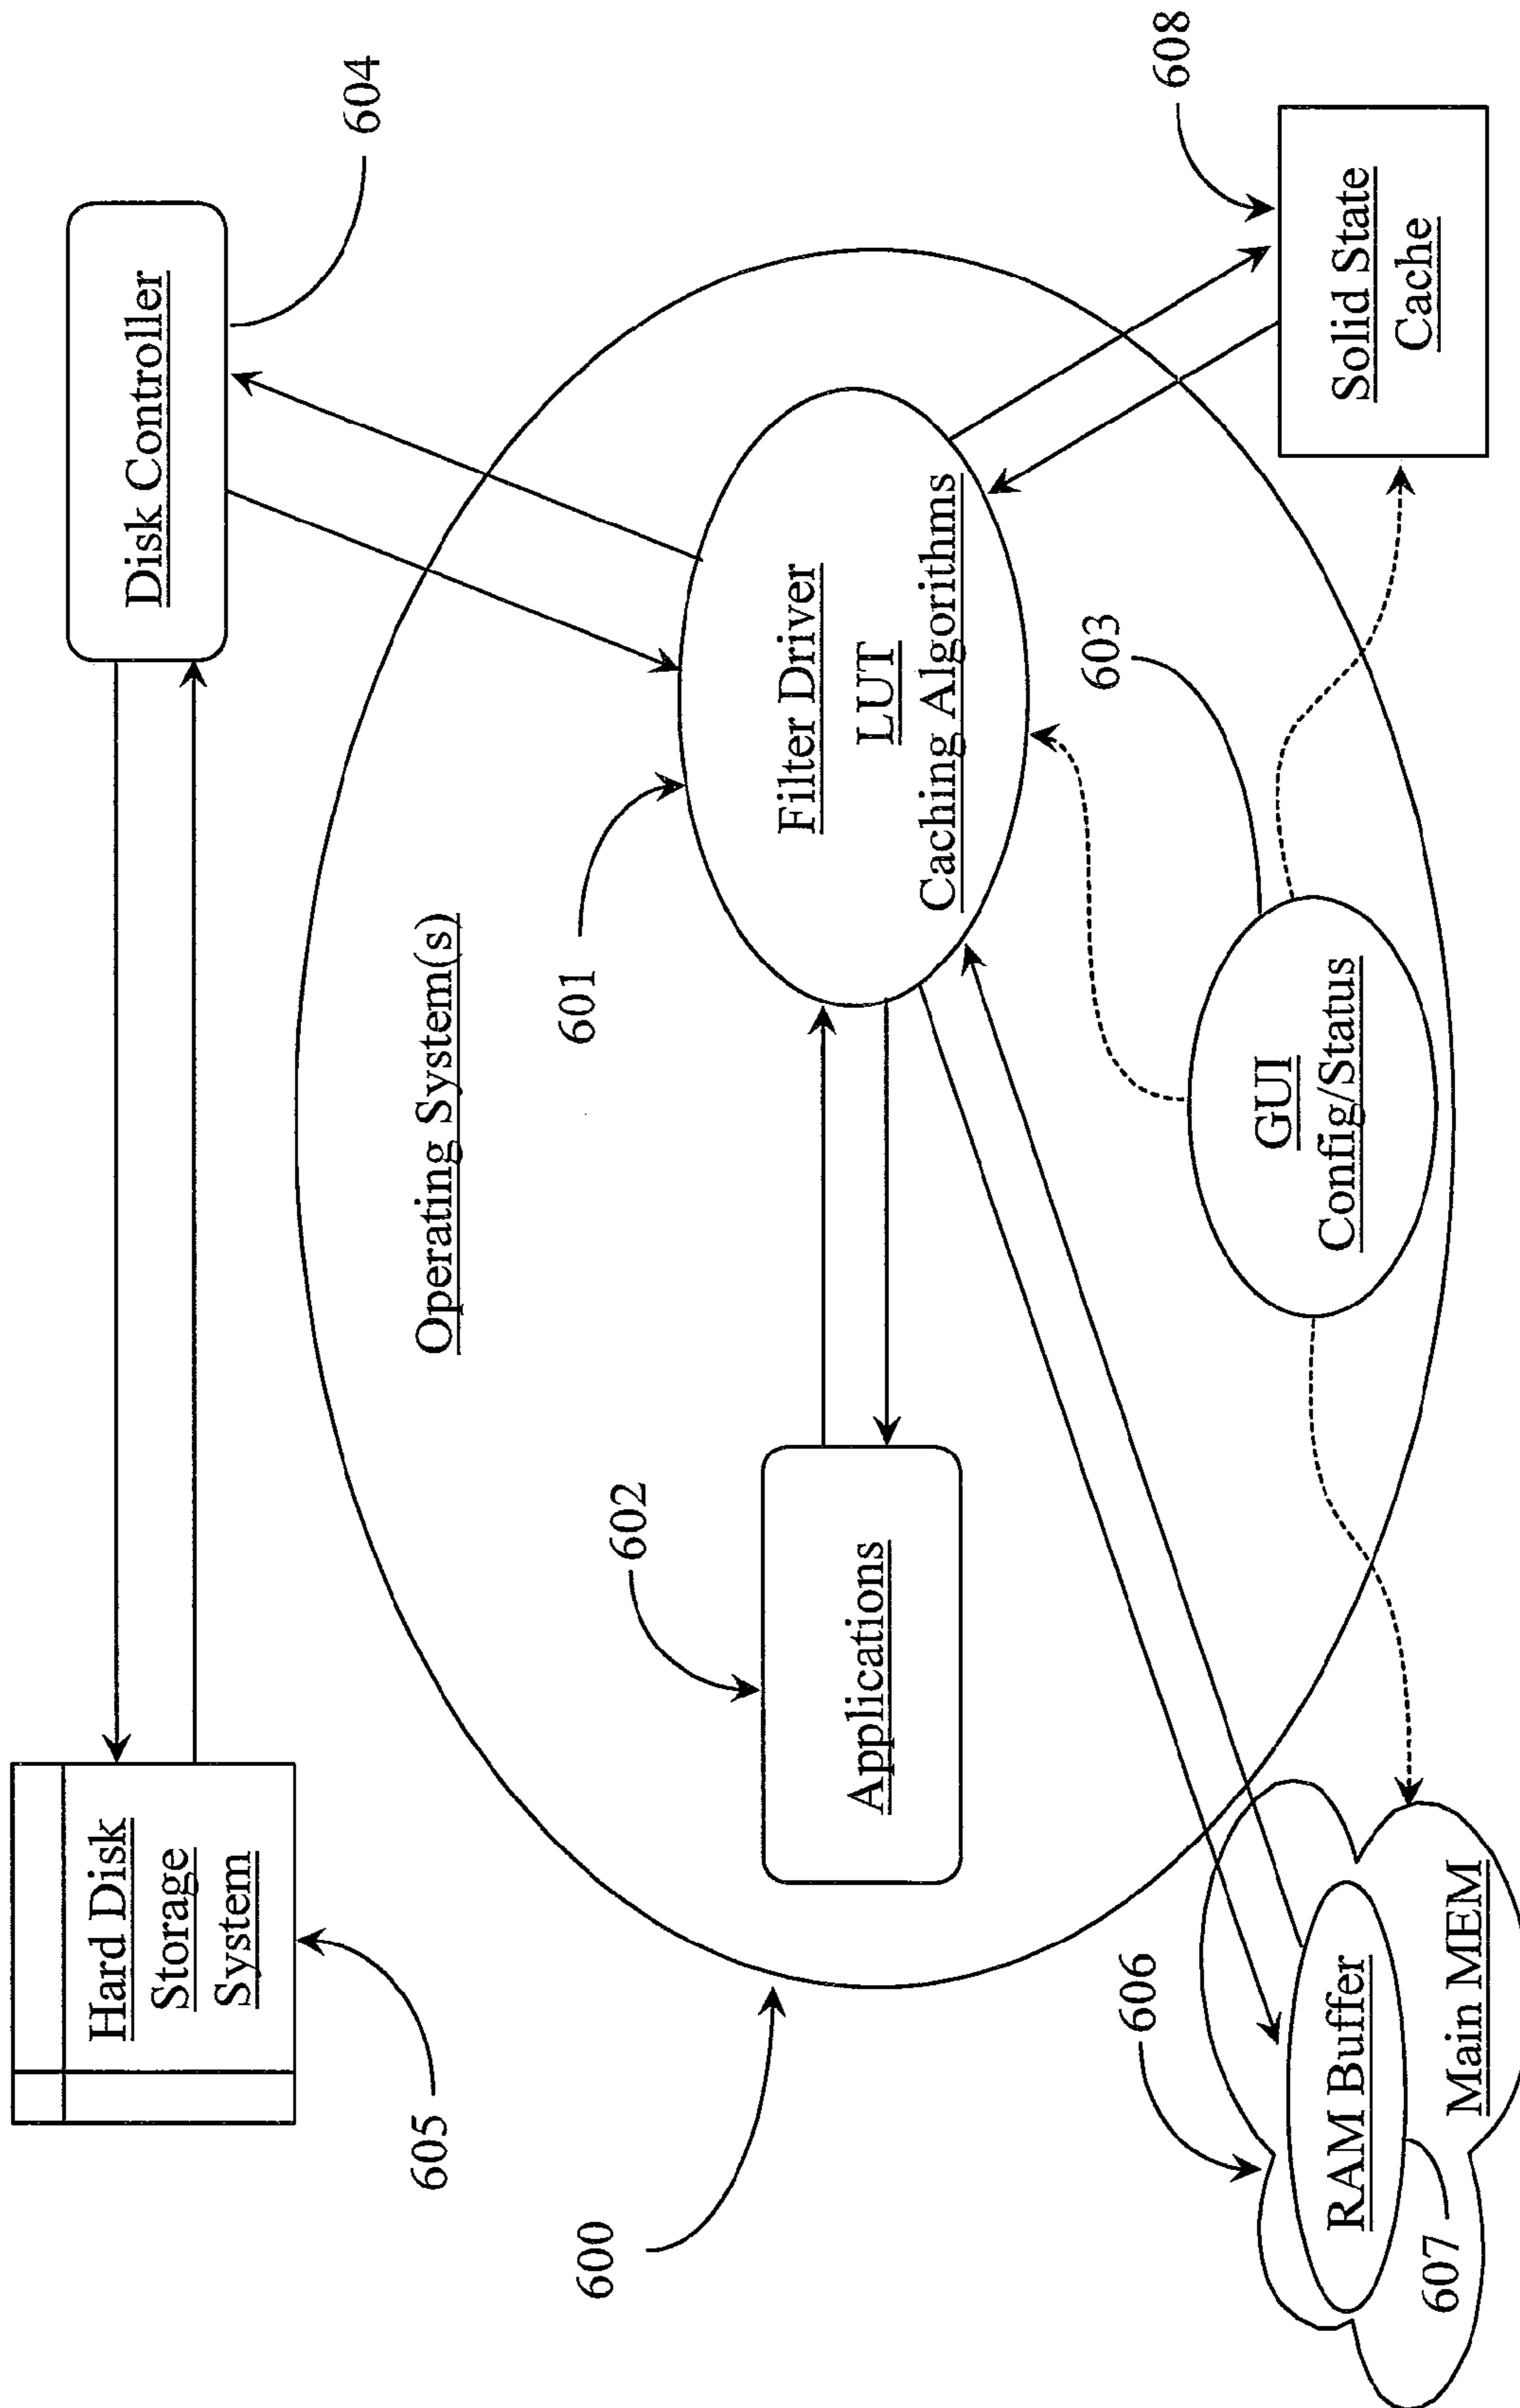 Hard Disk
Storage
System
605
Disk Controller
604
600
Operating System(s)
602
Applications
601
Filter Driver
LUT
Caching Algorithms
603
GUI
Config/Status
606
RAM Buffer
Main MEM
607
608
Solid State
Cache